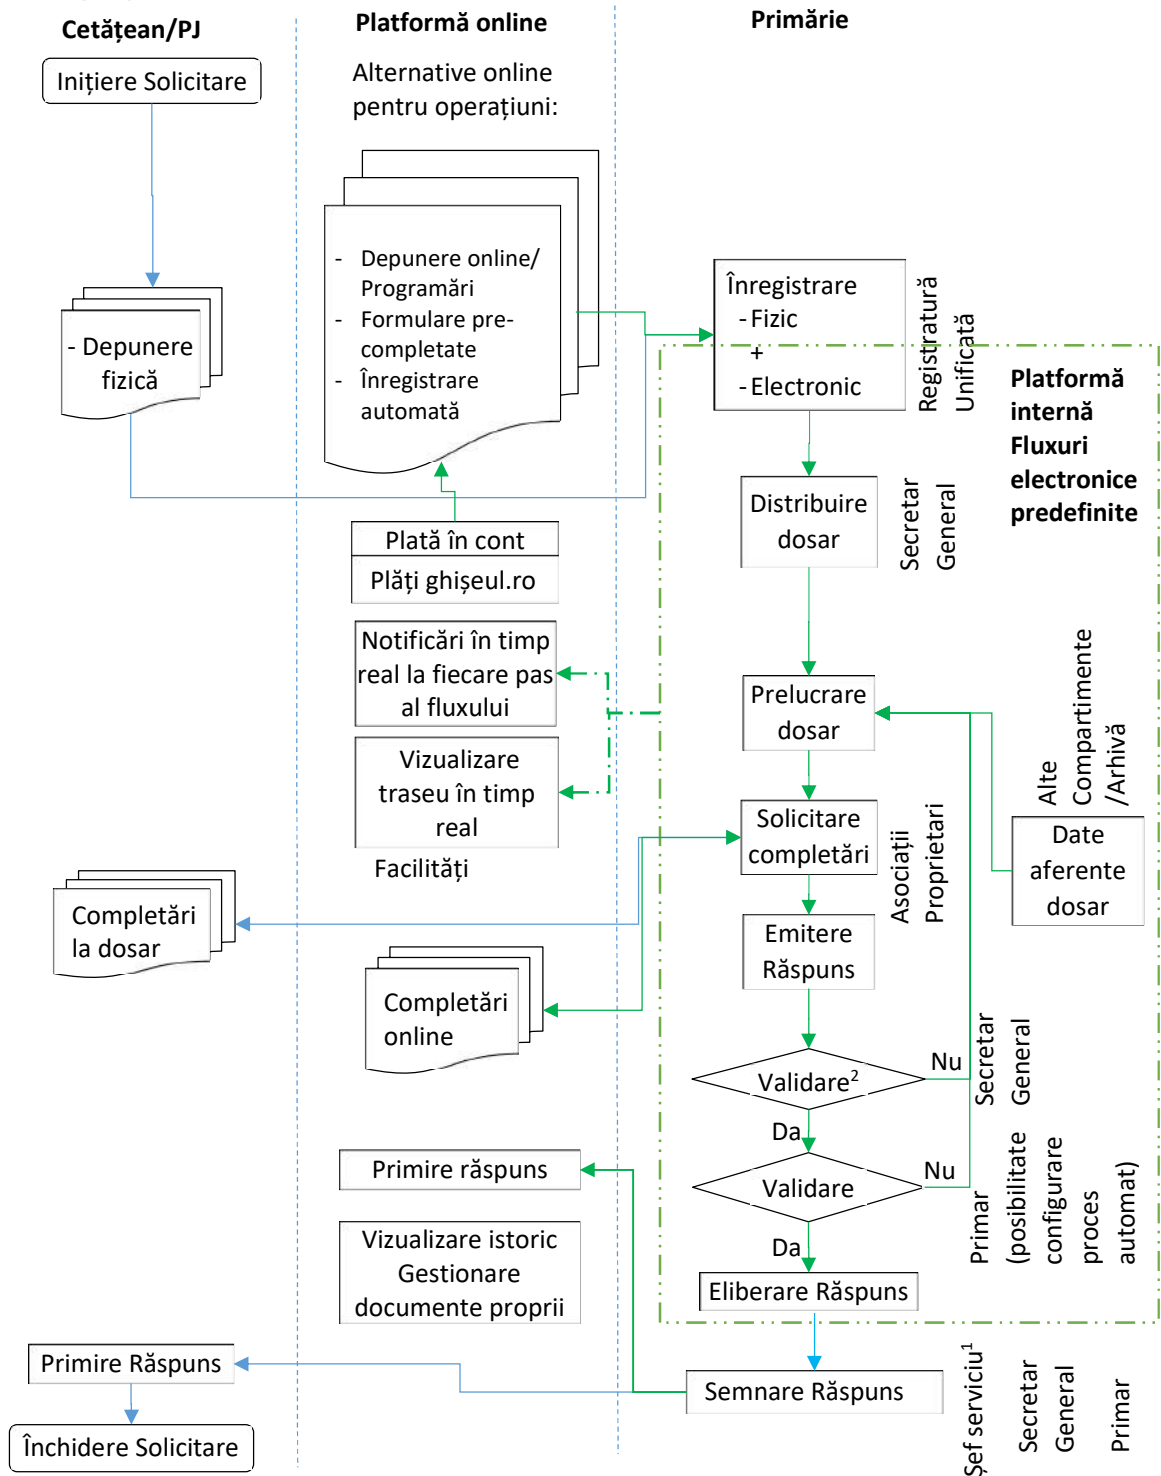 Cetățean/PJ
Platformă online
Primărie
Inițiere Solicitare
Alternative online
pentru operațiuni:
- Depunere online/
Programări
- Formulare pre-
completate
- Înregistrare
automată
- Depunere
fizică
Înregistrare
- Fizic
+
- Electronic
Registratură
Unificată
Platformă
internă
Fluxuri
electronice
predefinite
Distribuire
dosar
Secretar
General
Plată în cont
Plăți ghișeul.ro
Notificări în timp
real la fiecare pas
al fluxului
Prelucrare
dosar
Vizualizare
traseu în timp
real
Facilități
Alte
Compartimente
/Arhivă
Solicitare
completări
Asociații
Proprietari
Date
aferente
dosar
Completări
la dosar
Emitere
Răspuns
Completări
online
Validare²
Nu
Secretar
General
Da
Primire răspuns
Validare
Nu
Primar
(posibilitate
configurare
proces
automat)
Da
Vizualizare istoric
Gestionare
documente proprii
Eliberare Răspuns
Primire Răspuns
Semnare Răspuns
Șef serviciu¹
Secretar
General
Primar
Închidere Solicitare